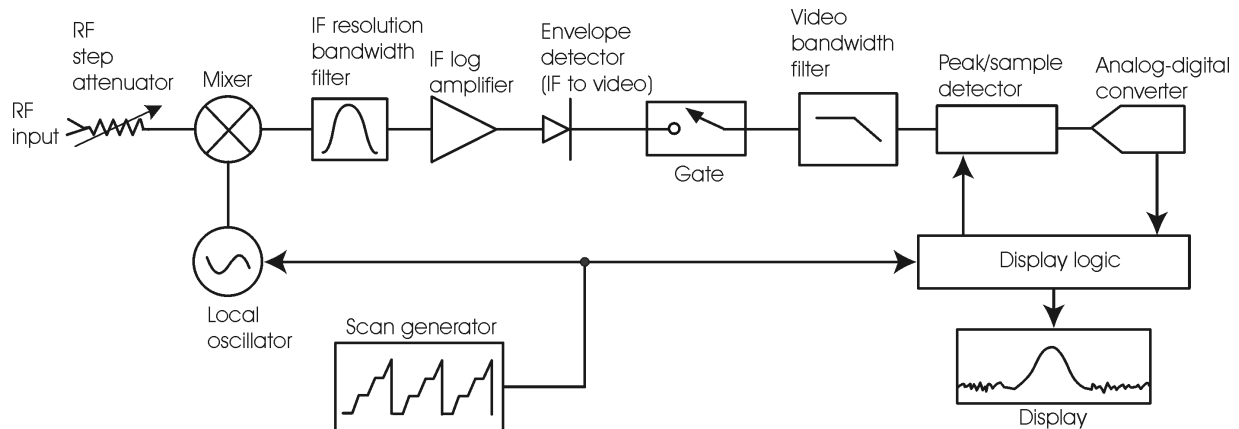 RF
input
RF
step
attenuator
Mixer
IF resolution
bandwidth
filter
IF log
amplifier
Envelope
detector
(IF to video)
Gate
Video
bandwidth
filter
Peak/sample
detector
Analog-digital
converter
Local
oscillator
Scan generator
Display logic
Display